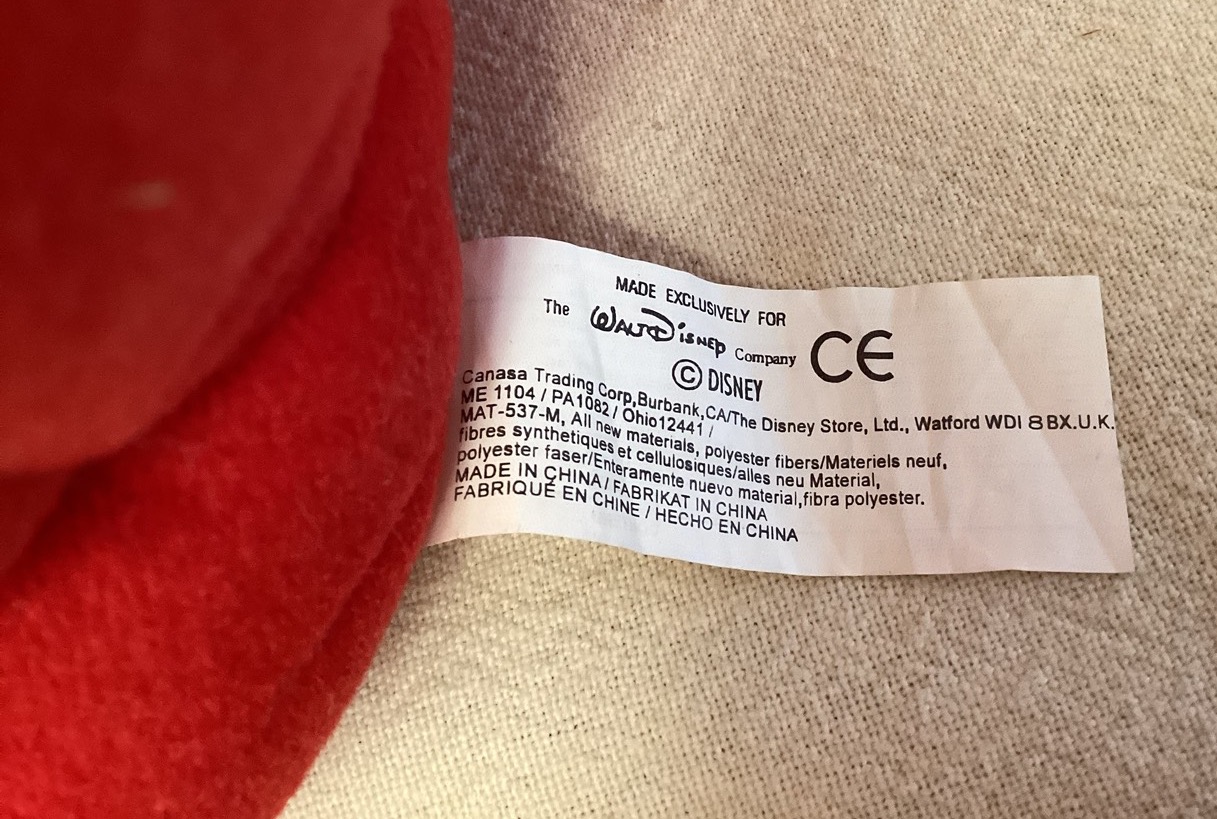 MADE EXCLUSIVELY FOR
The WALT DISNEY Company CE
© DISNEY
Canasa Trading Corp,Burbank,CA/The Disney Store, Ltd., Watford WDI 8 BX.U.K.
ME 1104 / PA1082 / Ohio12441 /
MAT-537-M, All new materials, polyester fibers/Materiels neuf,
fibres synthetiques et cellulosiques/alles neu Material,
polyester faser/Enteramente nuevo material,fibra polyester.
MADE IN CHINA / FABRIKAT IN CHINA
FABRIQUÉ EN CHINE / HECHO EN CHINA